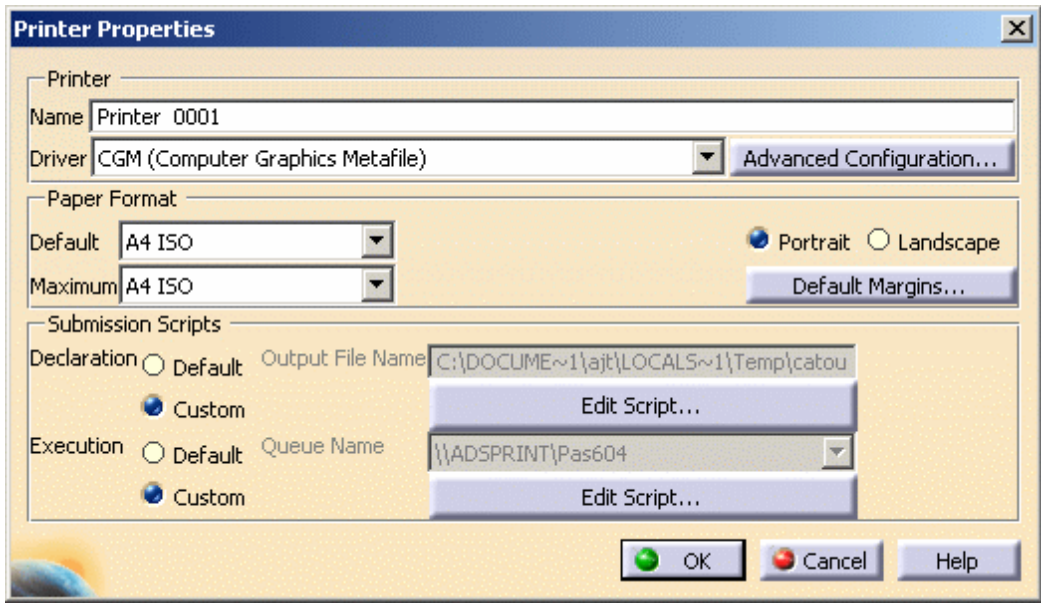 Printer Properties
Printer
Name Printer 0001
Driver CGM (Computer Graphics Metafile) Advanced Configuration...
Paper Format
Default A4 ISO Portrait Landscape
Maximum A4 ISO Default Margins...
Submission Scripts
Declaration Default Output File Name C:\DOCUME~1\ajt\LOCALS~1\Temp\catou
Custom Edit Script...
Execution Default Queue Name \\ADSPRINT\Pas604
Custom Edit Script...
OK Cancel Help